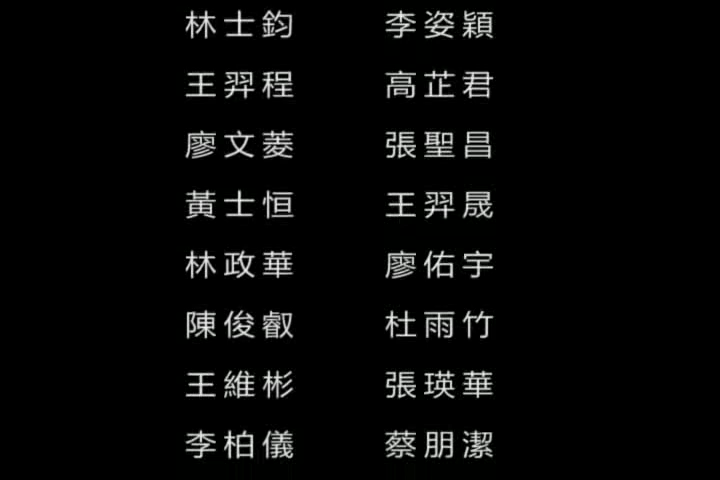 林士鈞 李姿穎
王羿程 高芷君
廖文菱 張聖昌
黃士恒 王羿晟
林政華 廖佑宇
陳俊叡 杜雨竹
王維彬 張瑛華
李柏儀 蔡朋潔